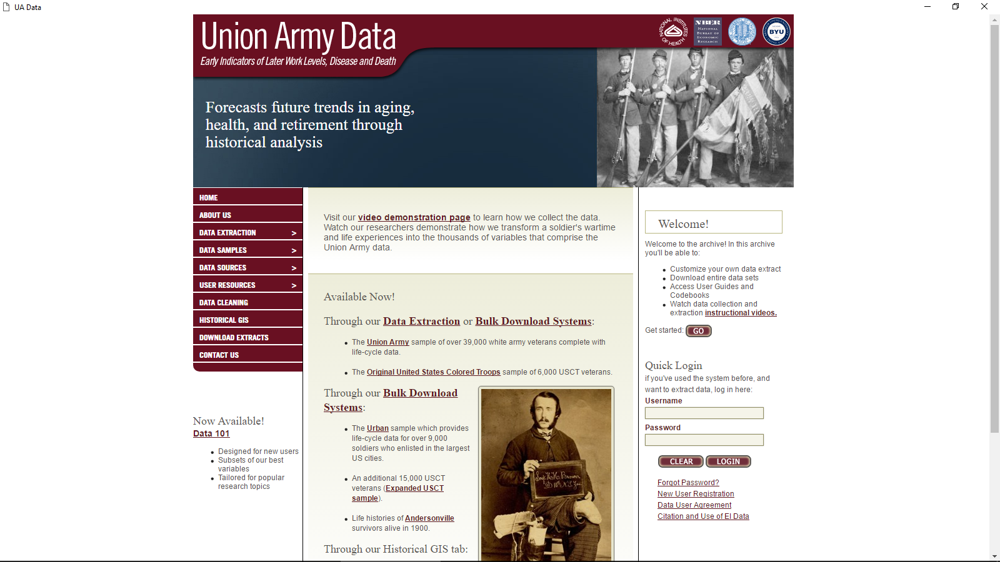 UA Data
Union Army Data
Early Indicators of Later Work Levels, Disease and Death
NATIONAL INSTITUTES OF HEALTH
NBER
NATIONAL
BUREAU OF
ECONOMIC
RESEARCH
BYU
Forecasts future trends in aging,
health, and retirement through
historical analysis
HOME
ABOUT US
DATA EXTRACTION >
DATA SAMPLES >
DATA SOURCES >
USER RESOURCES >
DATA CLEANING
HISTORICAL GIS
DOWNLOAD EXTRACTS
CONTACT US
Now Available!
Data 101
Designed for new users
Subsets of our best
variables
Tailored for popular
research topics
Visit our video demonstration page to learn how we collect the data.
Watch our researchers demonstrate how we transform a soldier's wartime
and life experiences into the thousands of variables that comprise the
Union Army data.
Available Now!
Through our Data Extraction or Bulk Download Systems:
The Union Army sample of over 39,000 white army veterans complete with
life-cycle data.
The Original United States Colored Troops sample of 6,000 USCT veterans.
Through our Bulk Download
Systems:
The Urban sample which provides
life-cycle data for over 9,000
soldiers who enlisted in the largest
US cities.
An additional 15,000 USCT
veterans (Expanded USCT
sample).
Life histories of Andersonville
survivors alive in 1900.
Through our Historical GIS tab:
Welcome!
Welcome to the archive! In this archive
you'll be able to:
Customize your own data extract
Download entire data sets
Access User Guides and
Codebooks
Watch data collection and
extraction instructional videos.
Get started: GO
Quick Login
if you've used the system before, and
want to extract data, log in here:
Username
Password
CLEAR LOGIN
Forgot Password?
New User Registration
Data User Agreement
Citation and Use of EI Data